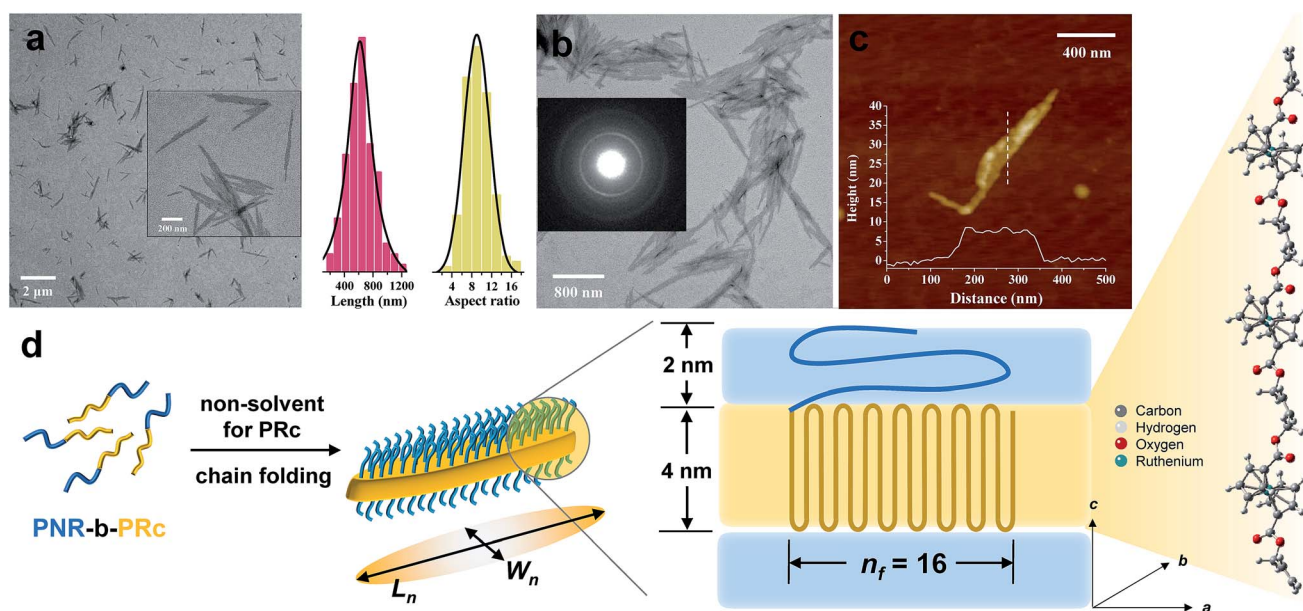 a
200 nm
2 µm
400 800 1200
Length (nm)
4 8 12 16
Aspect ratio
b
800 nm
c
400 nm
40
35
30
25
20
15
10
5
0
Height (nm)
0 100 200 300 400 500
Distance (nm)
d
PNR-b-PRc
non-solvent
for PRc
chain folding
Lₙ
Wₙ
2 nm
4 nm
n_f = 16
Carbon
Hydrogen
Oxygen
Ruthenium
c
b
a